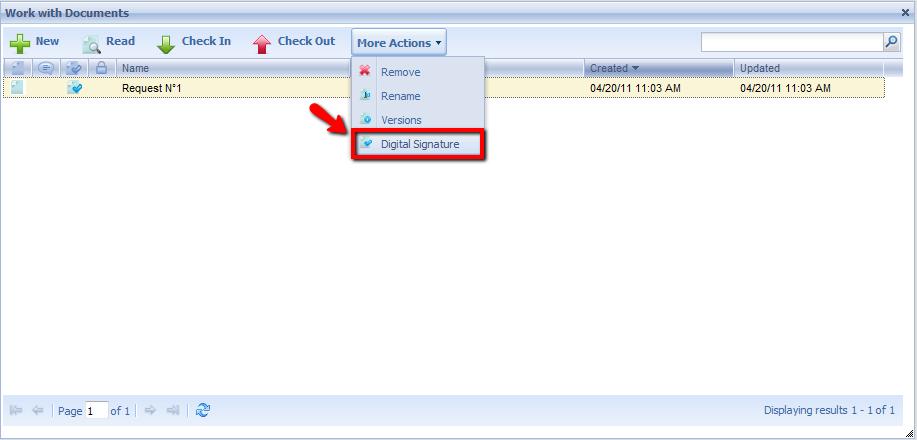 Work with Documents
New Read Check In Check Out More Actions
Name Created Updated
Request N°1 04/20/11 11:03 AM 04/20/11 11:03 AM
Remove
Rename
Versions
Digital Signature
Page 1 of 1 Displaying results 1 - 1 of 1